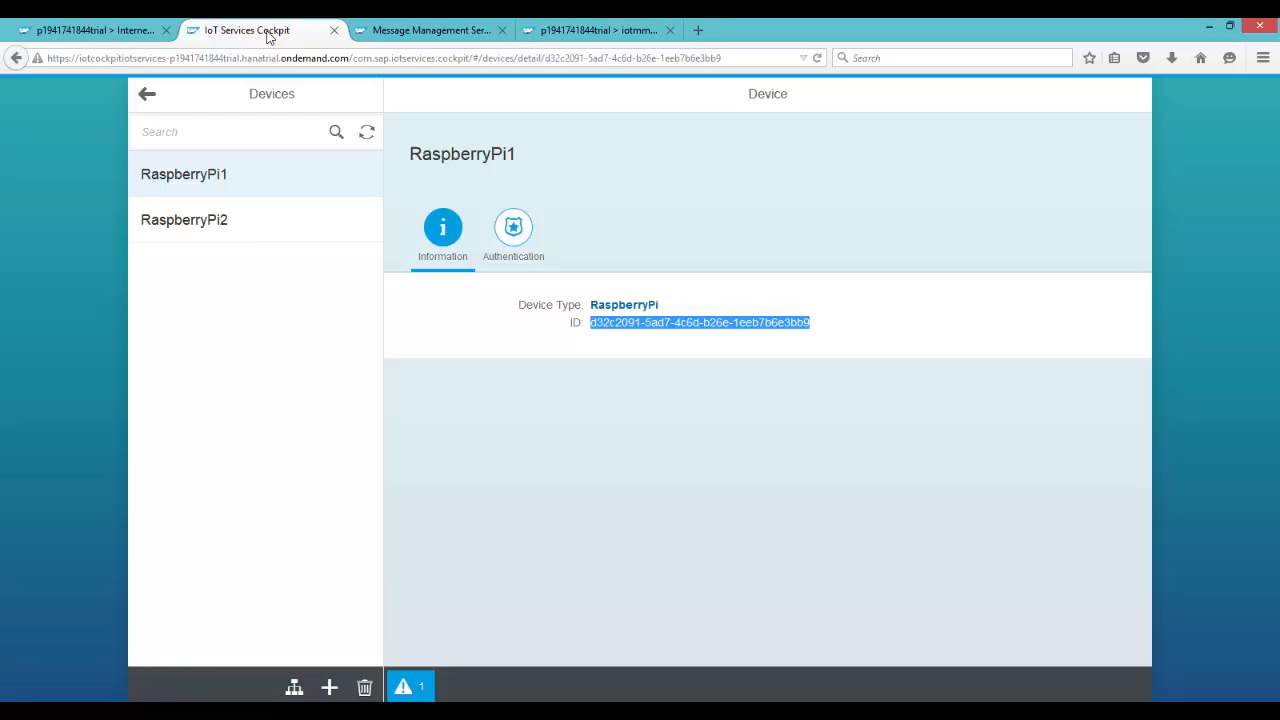 p1941741844trial > Interne...
IoT Services Cockpit
Message Management Ser...
p1941741844trial > iotmm...
https://iotcockpitiotservices-p1941741844trial.hanatrial.ondemand.com/com.sap.iotservices.cockpit/#/devices/detail/d32c2091-5ad7-4c6d-b26e-1eeb7b6e3bb9
Search
Devices
Device
Search
RaspberryPi1
RaspberryPi2
RaspberryPi1
i
Information
Authentication
Device Type: RaspberryPi
ID: d32c2091-5ad7-4c6d-b26e-1eeb7b6e3bb9
1